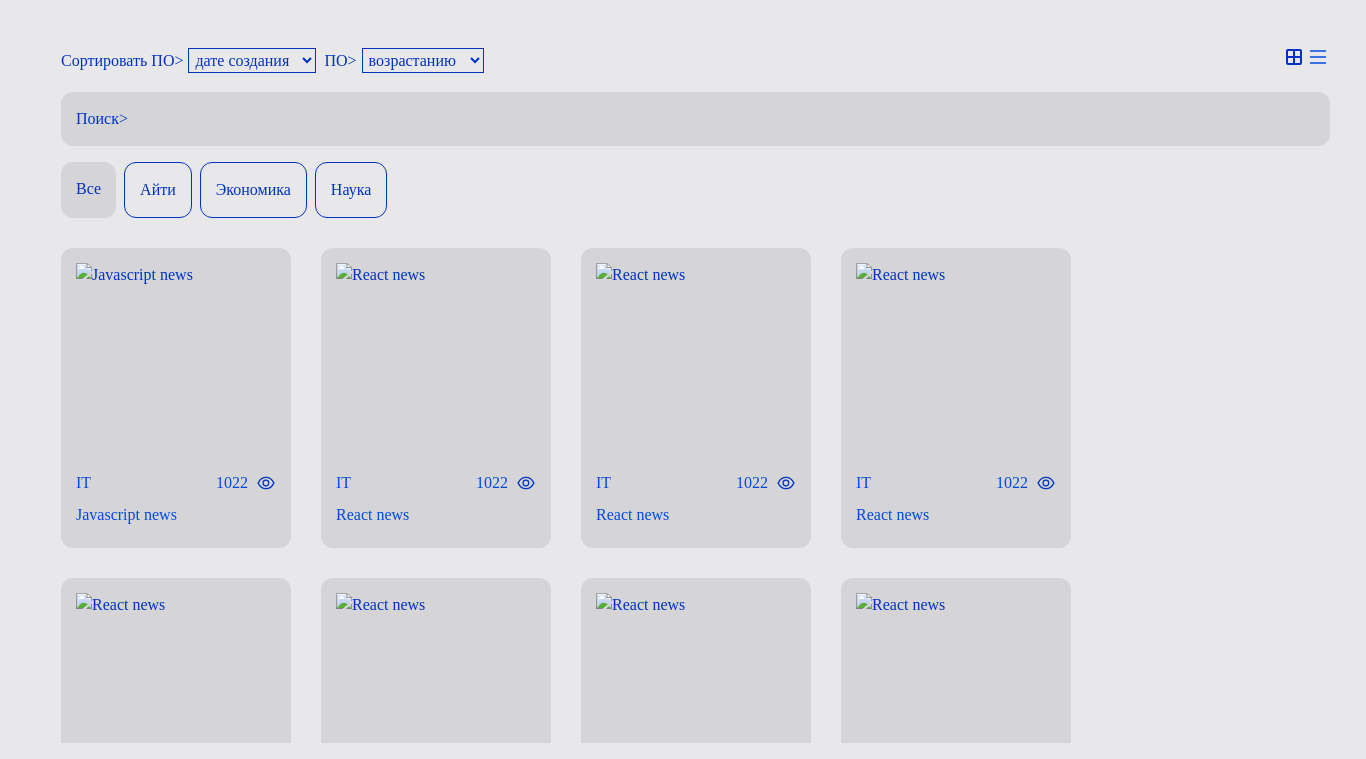 Сортировать ПО> дате создания ПО> возрастанию
Поиск>
Все Айти Экономика Наука
Javascript news React news React news React news
IT 1022 IT 1022 IT 1022 IT 1022
Javascript news React news React news React news
React news React news React news React news